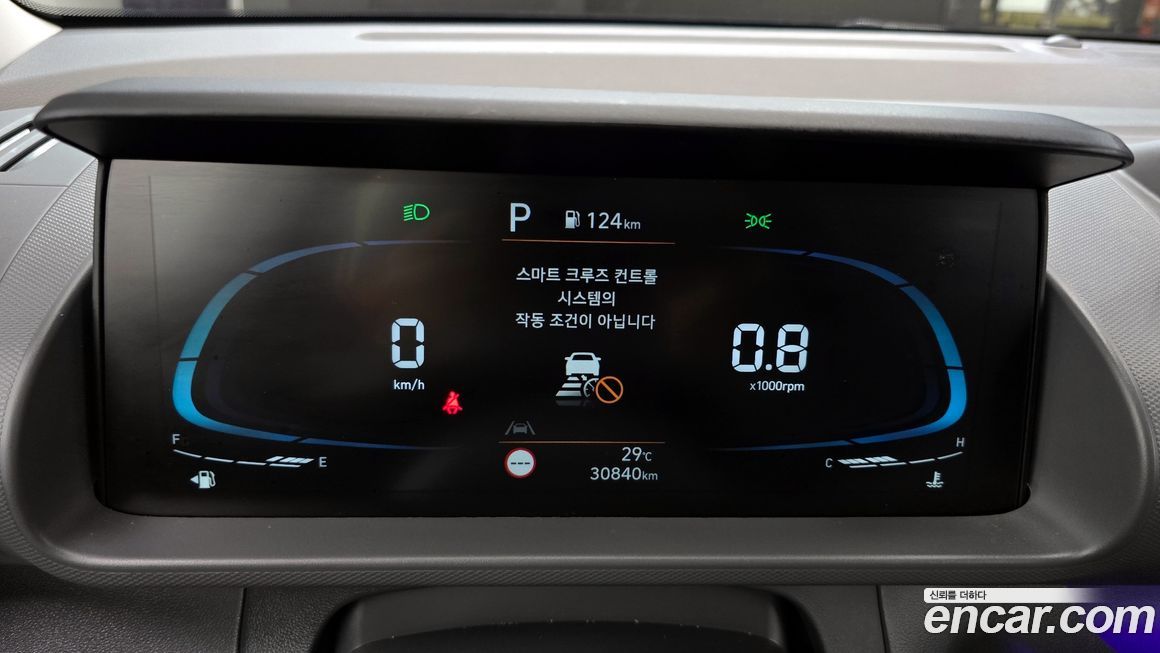 P 124km
스마트 크루즈 컨트롤
시스템의
작동 조건이 아닙니다
0
km/h
0.8
x1000rpm
F
E
---
29℃
30840km
C
H
신뢰를 더하다
encar.com